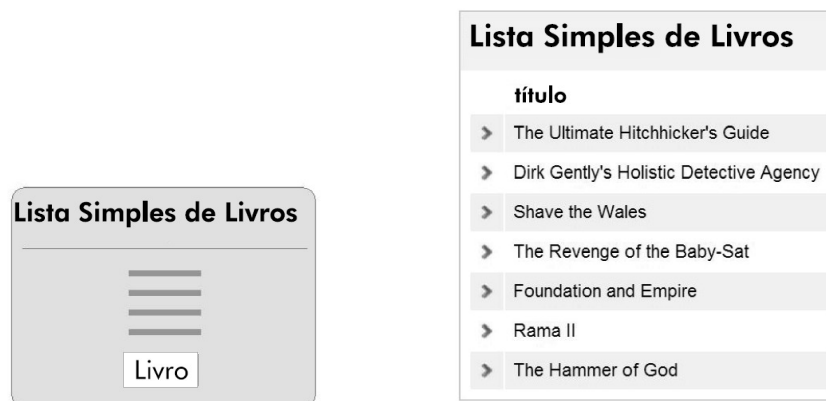 Lista Simples de Livros
Livro
Lista Simples de Livros
título
The Ultimate Hitchhicker's Guide
Dirk Gently's Holistic Detective Agency
Shave the Wales
The Revenge of the Baby-Sat
Foundation and Empire
Rama II
The Hammer of God